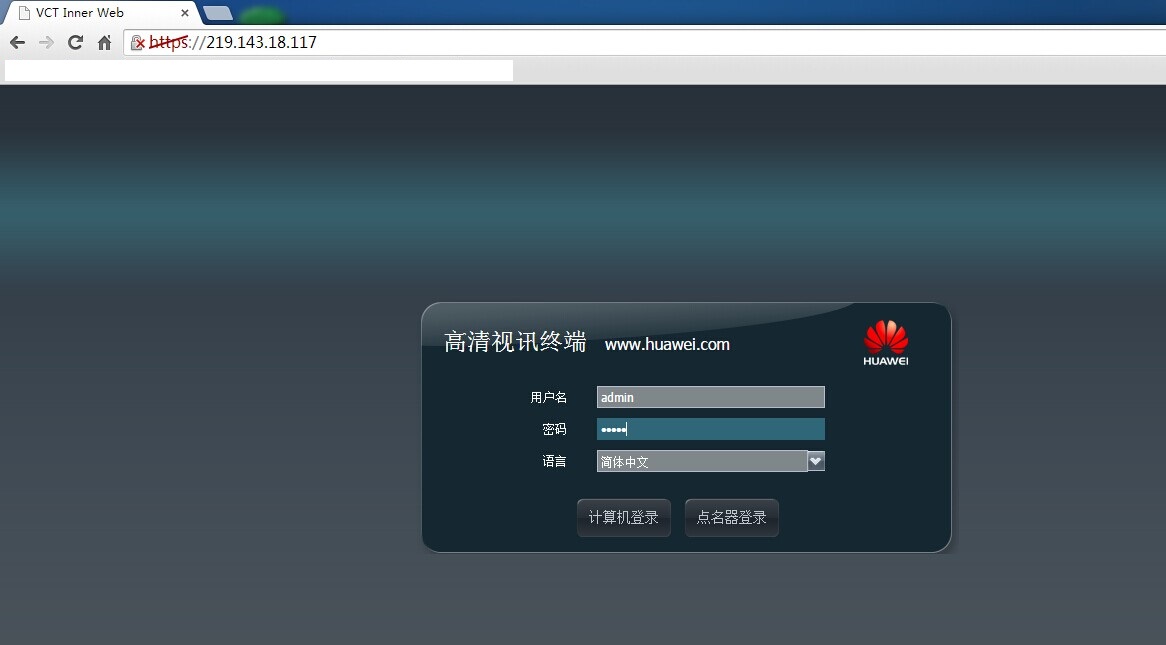 VCT Inner Web
https://219.143.18.117
高清视讯终端 www.huawei.com
HUAWEI
用户名 admin
密码 •••••
语言 简体中文
计算机登录 点名器登录